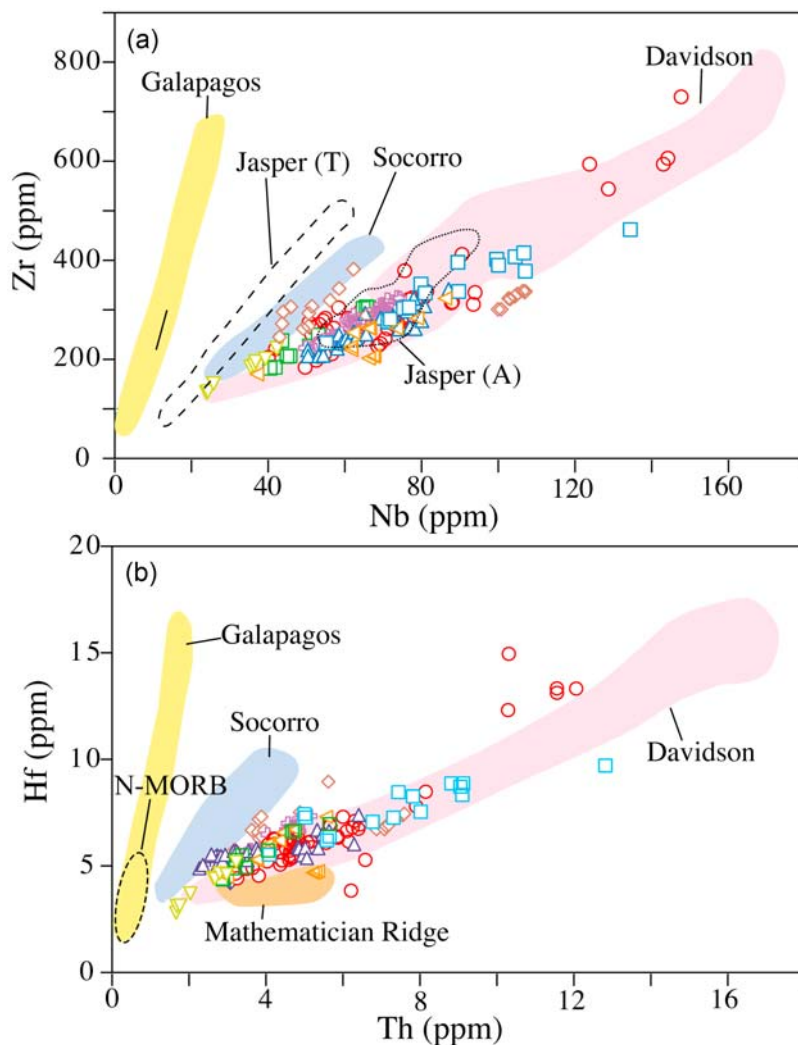 (a)
Davidson
Galapagos
Jasper (T)
Socorro
Jasper (A)
800
600
400
200
0
Zr (ppm)
0
40
80
120
160
Nb (ppm)
(b)
Galapagos
Socorro
N-MORB
Davidson
Mathematician Ridge
20
15
10
5
0
Hf (ppm)
0
4
8
12
16
Th (ppm)